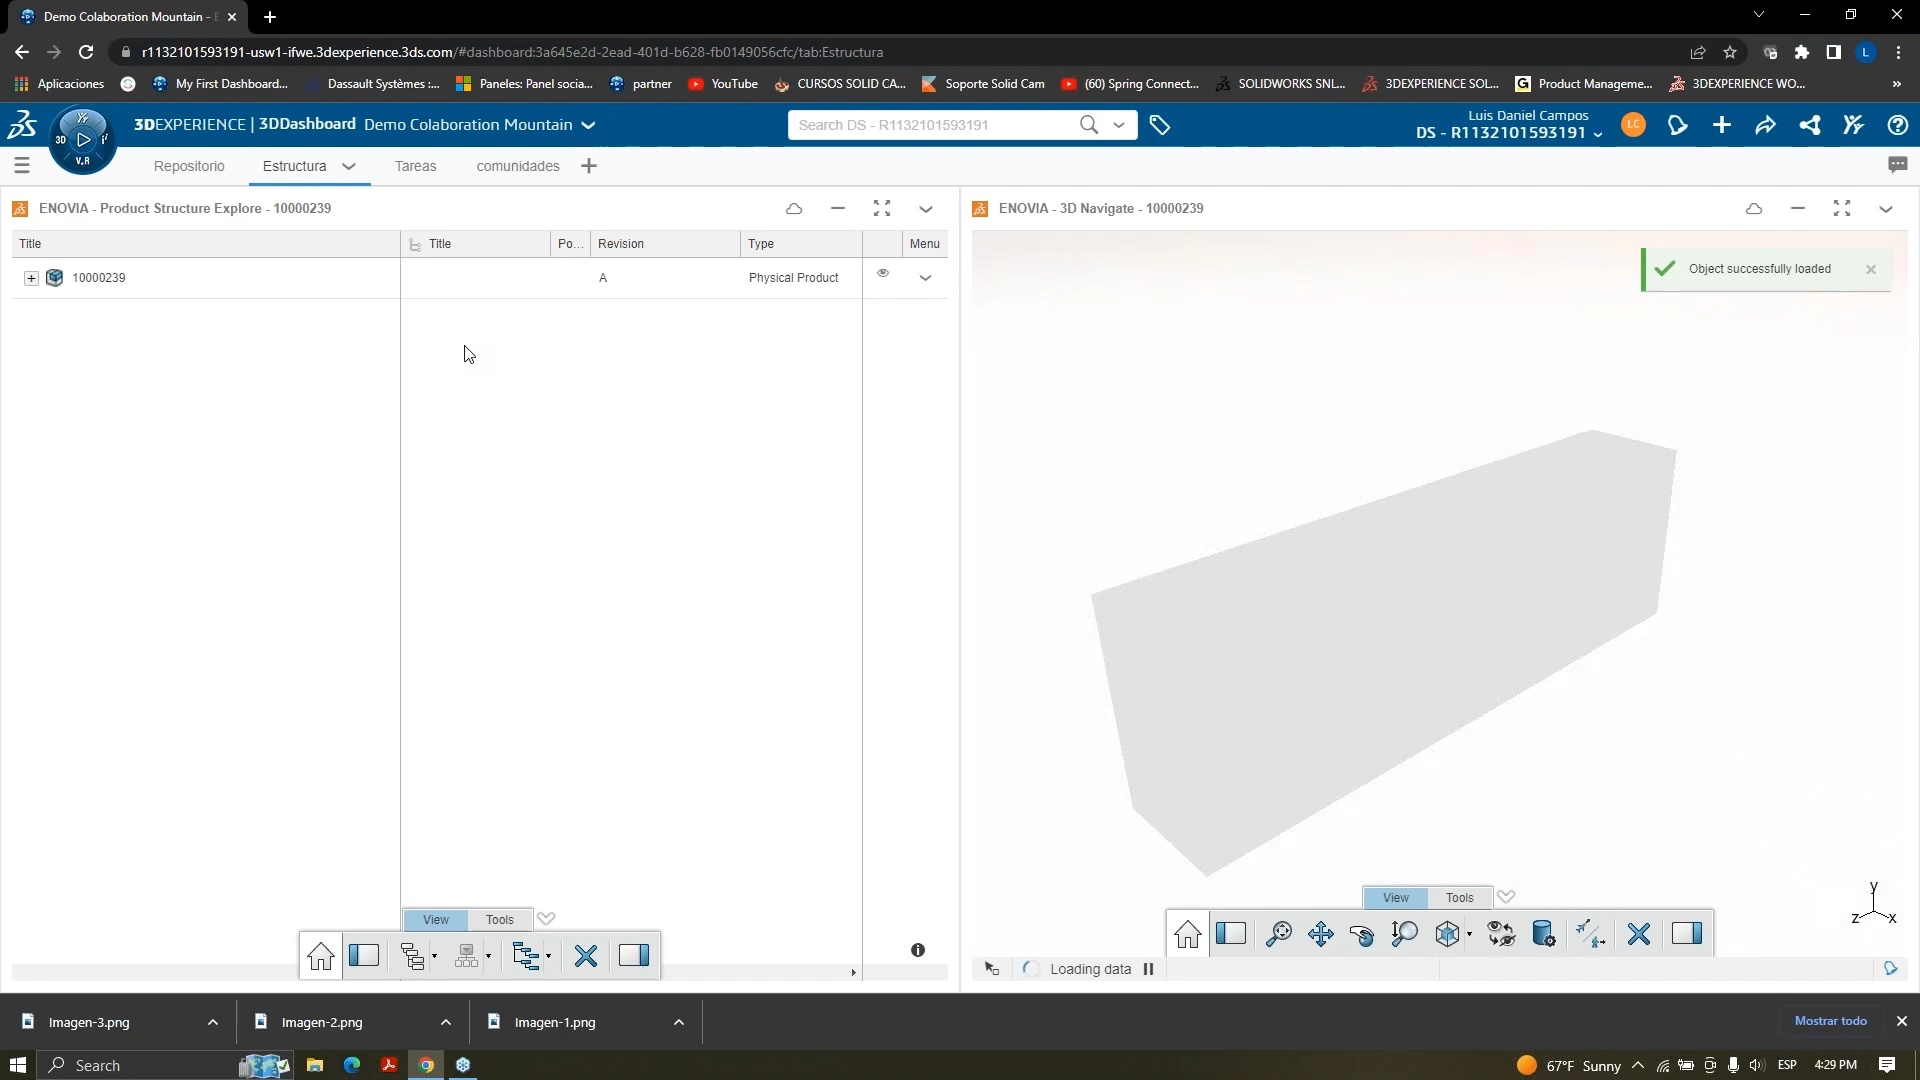 Demo Colaboration Mountain - E
r1132101593191-usw1-ifwe.3dexperience.3ds.com/#dashboard:3a645e2d-2ead-401d-b628-fb0149056cfc/tab:Estructura
L
Aplicaciones My First Dashboard... Dassault Systèmes :... Paneles: Panel socia... partner YouTube CURSOS SOLID CA... Soporte Solid Cam (60) Spring Connect... SOLIDWORKS SNL... 3DEXPERIENCE SOL... Product Manageme... 3DEXPERIENCE WO... »
3D V.R
3DEXPERIENCE | 3DDashboard Demo Colaboration Mountain
Search DS - R1132101593191
Luis Daniel Campos
DS - R1132101593191
LC
Repositorio Estructura Tareas comunidades
ENOVIA - Product Structure Explore - 10000239
ENOVIA - 3D Navigate - 10000239
Title Title Po... Revision Type Menu
10000239 A Physical Product
Object successfully loaded
View Tools
View Tools
y
z x
Loading data
Imagen-3.png Imagen-2.png Imagen-1.png Mostrar todo
Search
67°F Sunny ESP 4:29 PM